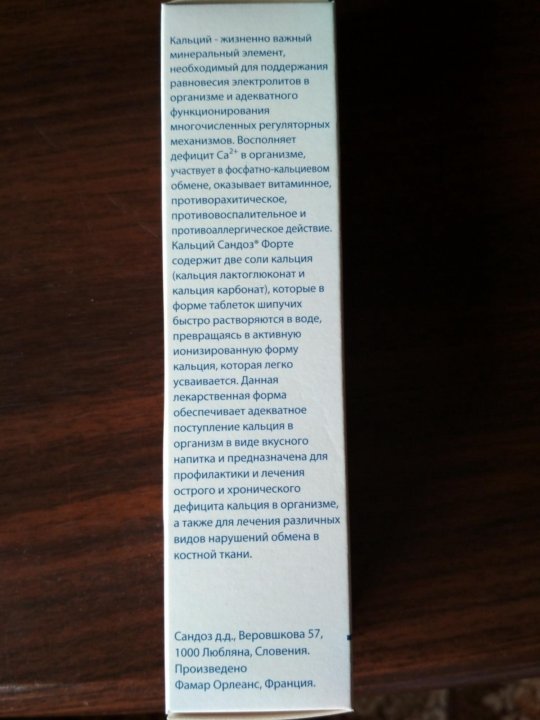 Кальций - жизненно важный
минеральный элемент,
необходимый для поддержания
равновесия электролитов в
организме и адекватного
функционирования
многочисленных регуляторных
механизмов. Восполняет
дефицит Ca²⁺ в организме,
участвует в фосфатно-кальциевом
обмене, оказывает витаминное,
противорахитическое,
противовоспалительное и
противоаллергическое действие.
Кальций Сандоз® Форте
содержит две соли кальция
(кальция лактоглюконат и
кальция карбонат), которые в
форме таблеток шипучих
быстро растворяются в воде,
превращаясь в активную
ионизированную форму
кальция, которая легко
усваивается. Данная
лекарственная форма
обеспечивает адекватное
поступление кальция в
организм в виде вкусного
напитка и предназначена для
профилактики и лечения
острого и хронического
дефицита кальция в организме,
а также для лечения различных
видов нарушений обмена в
костной ткани.
Сандоз д.д., Веровшкова 57,
1000 Любляна, Словения.
Произведено
Фамар Орлеанс, Франция.